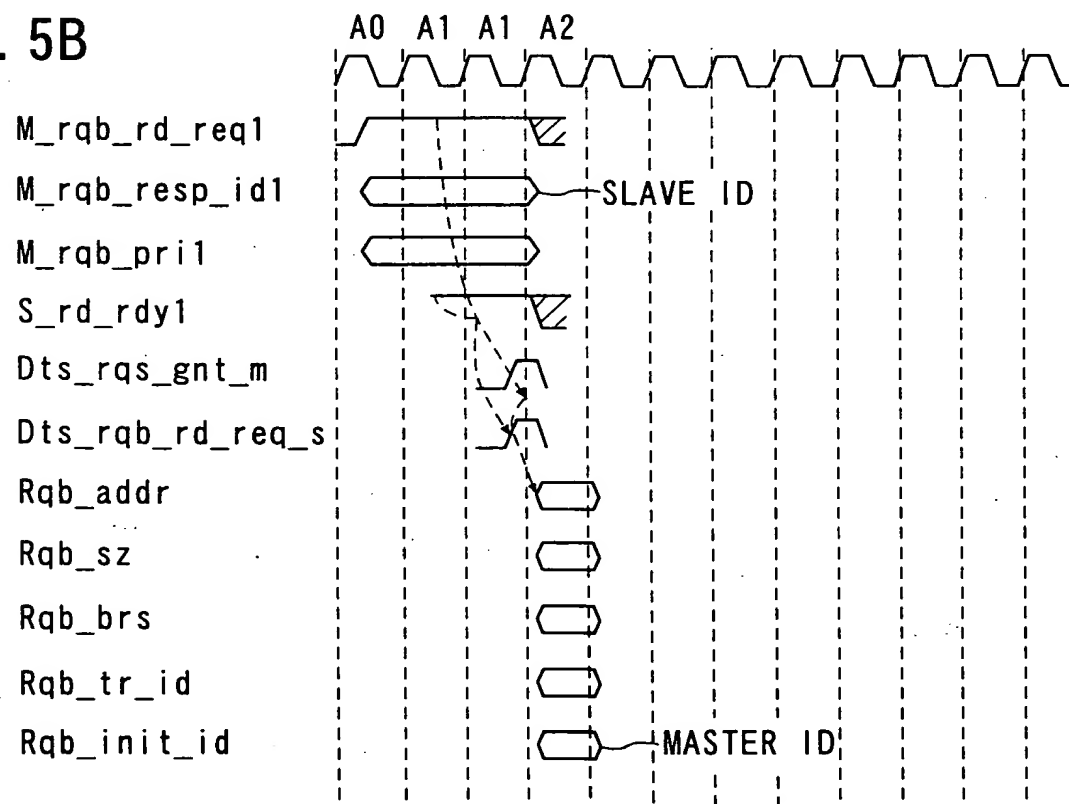 . 5B
A0 A1 A1 A2
M_rqb_rd_req1
M_rqb_resp_id1
SLAVE ID
M_rqb_pri1
S_rd_rdy1
Dts_rqs_gnt_m
Dts_rqb_rd_req_s
Rqb_addr
Rqb_sz
Rqb_brs
Rqb_tr_id
Rqb_init_id
MASTER ID